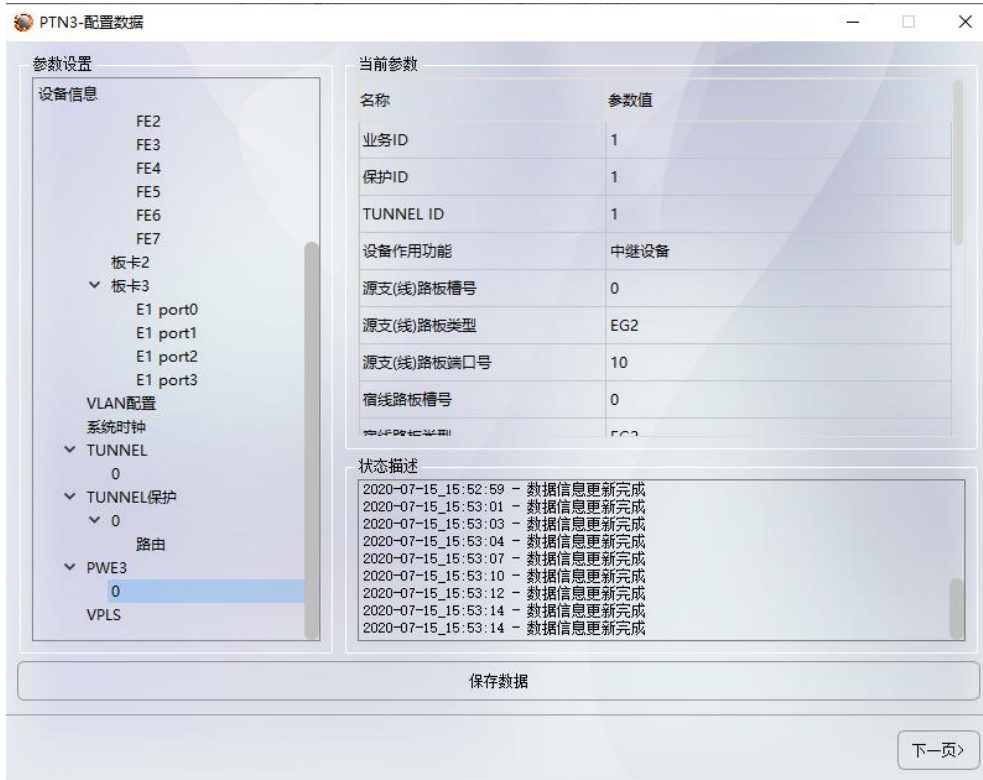 PTN3-配置数据
参数设置
设备信息
FE2
FE3
FE4
FE5
FE6
FE7
板卡2
板卡3
E1 port0
E1 port1
E1 port2
E1 port3
VLAN配置
系统时钟
TUNNEL
0
TUNNEL保护
0
路由
PWE3
0
VPLS
当前参数
名称 参数值
业务ID 1
保护ID 1
TUNNEL ID 1
设备作用功能 中继设备
源支(线)路板槽号 0
源支(线)路板类型 EG2
源支(线)路板端口号 10
宿线路板槽号 0
宿线路板类型 EG2
状态描述
2020-07-15_15:52:59 - 数据信息更新完成
2020-07-15_15:53:01 - 数据信息更新完成
2020-07-15_15:53:03 - 数据信息更新完成
2020-07-15_15:53:04 - 数据信息更新完成
2020-07-15_15:53:07 - 数据信息更新完成
2020-07-15_15:53:10 - 数据信息更新完成
2020-07-15_15:53:12 - 数据信息更新完成
2020-07-15_15:53:14 - 数据信息更新完成
2020-07-15_15:53:14 - 数据信息更新完成
保存数据
下一页>